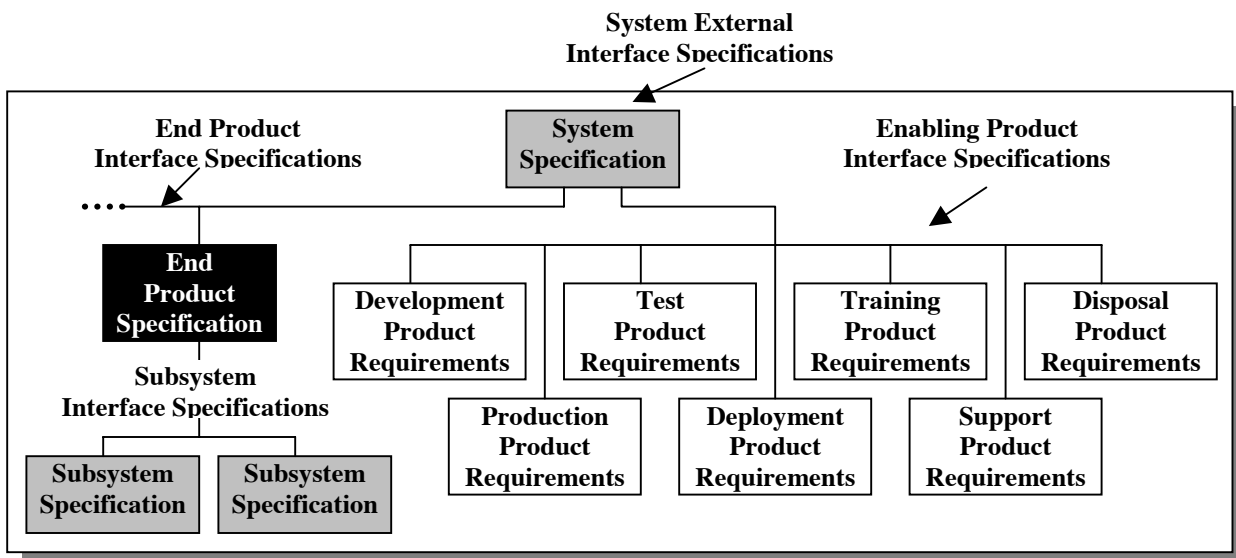 System External
Interface Specifications
End Product
Interface Specifications
System
Specification
Enabling Product
Interface Specifications
End
Product
Specification
Development
Product
Requirements
Test
Product
Requirements
Training
Product
Requirements
Disposal
Product
Requirements
Subsystem
Interface Specifications
Production
Product
Requirements
Deployment
Product
Requirements
Support
Product
Requirements
Subsystem
Specification
Subsystem
Specification